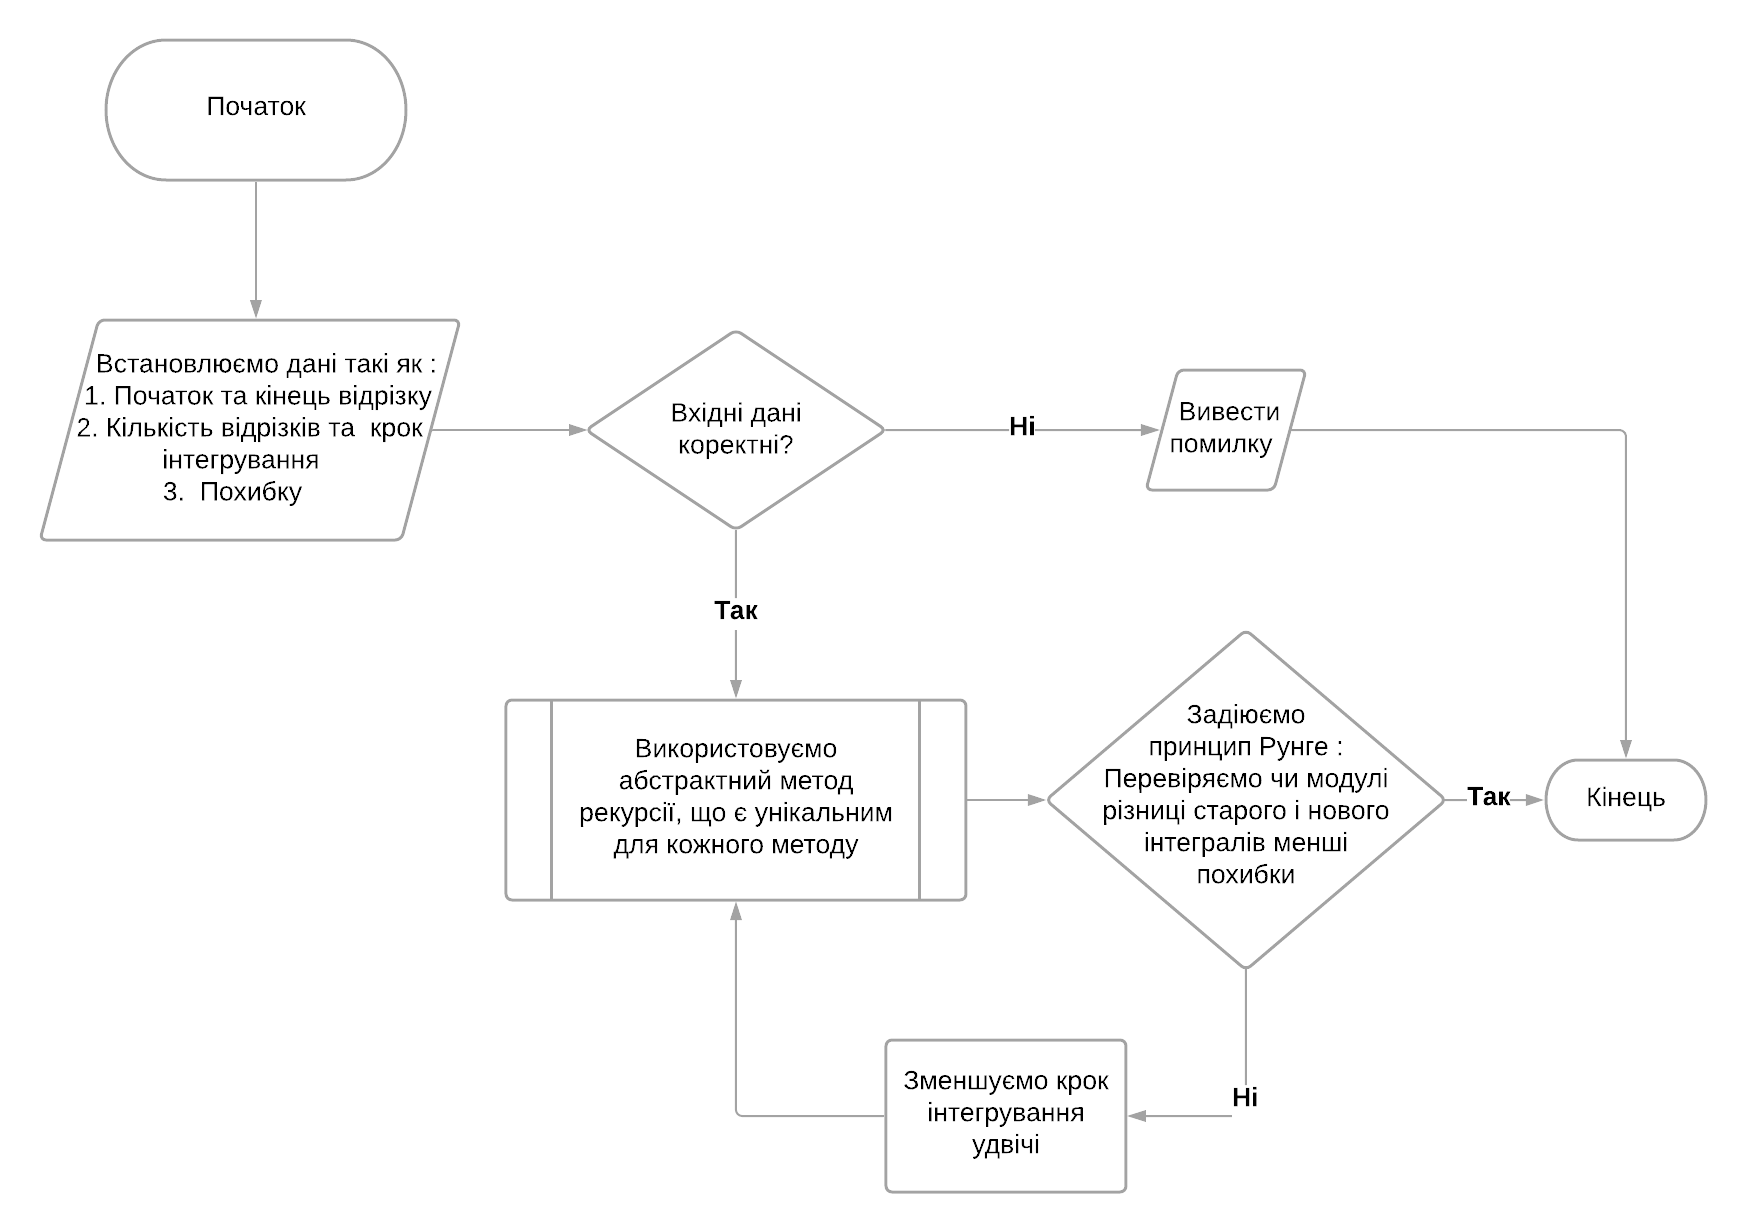 Початок
Встановлюємо дані такі як :
1. Початок та кінець відрізку
2. Кількість відрізків та  крок
інтегрування
3.  Похибку
Вхідні дані
коректні?
Ні
Вивести
помилку
Так
Використовуємо
абстрактний метод
рекурсії, що є унікальним
для кожного методу
Задіюємо
принцип Рунге :
Перевіряємо чи модулі
різниці старого і нового
інтегралів менші
похибки
Так
Кінець
Ні
Зменшуємо крок
інтегрування
удвічі